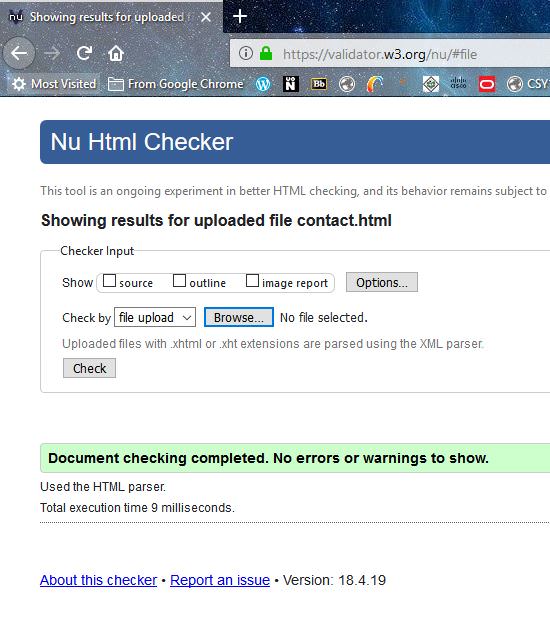 nu Showing results for uploaded f
https://validator.w3.org/nu/#file
Most Visited From Google Chrome Bb CSY
Nu Html Checker
This tool is an ongoing experiment in better HTML checking, and its behavior remains subject to
Showing results for uploaded file contact.html
Checker Input
Show source outline image report Options...
Check by file upload Browse... No file selected.
Uploaded files with .xhtml or .xht extensions are parsed using the XML parser.
Check
Document checking completed. No errors or warnings to show.
Used the HTML parser.
Total execution time 9 milliseconds.
About this checker • Report an issue • Version: 18.4.19